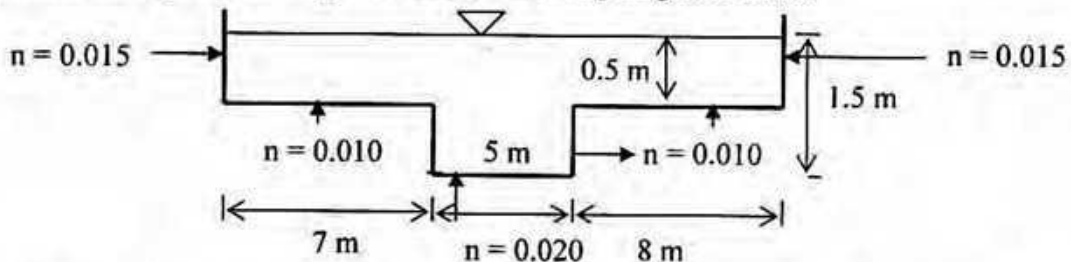 n = 0.015
0.5 m
n = 0.015
1.5 m
n = 0.010
5 m
n = 0.010
7 m
n = 0.020
8 m